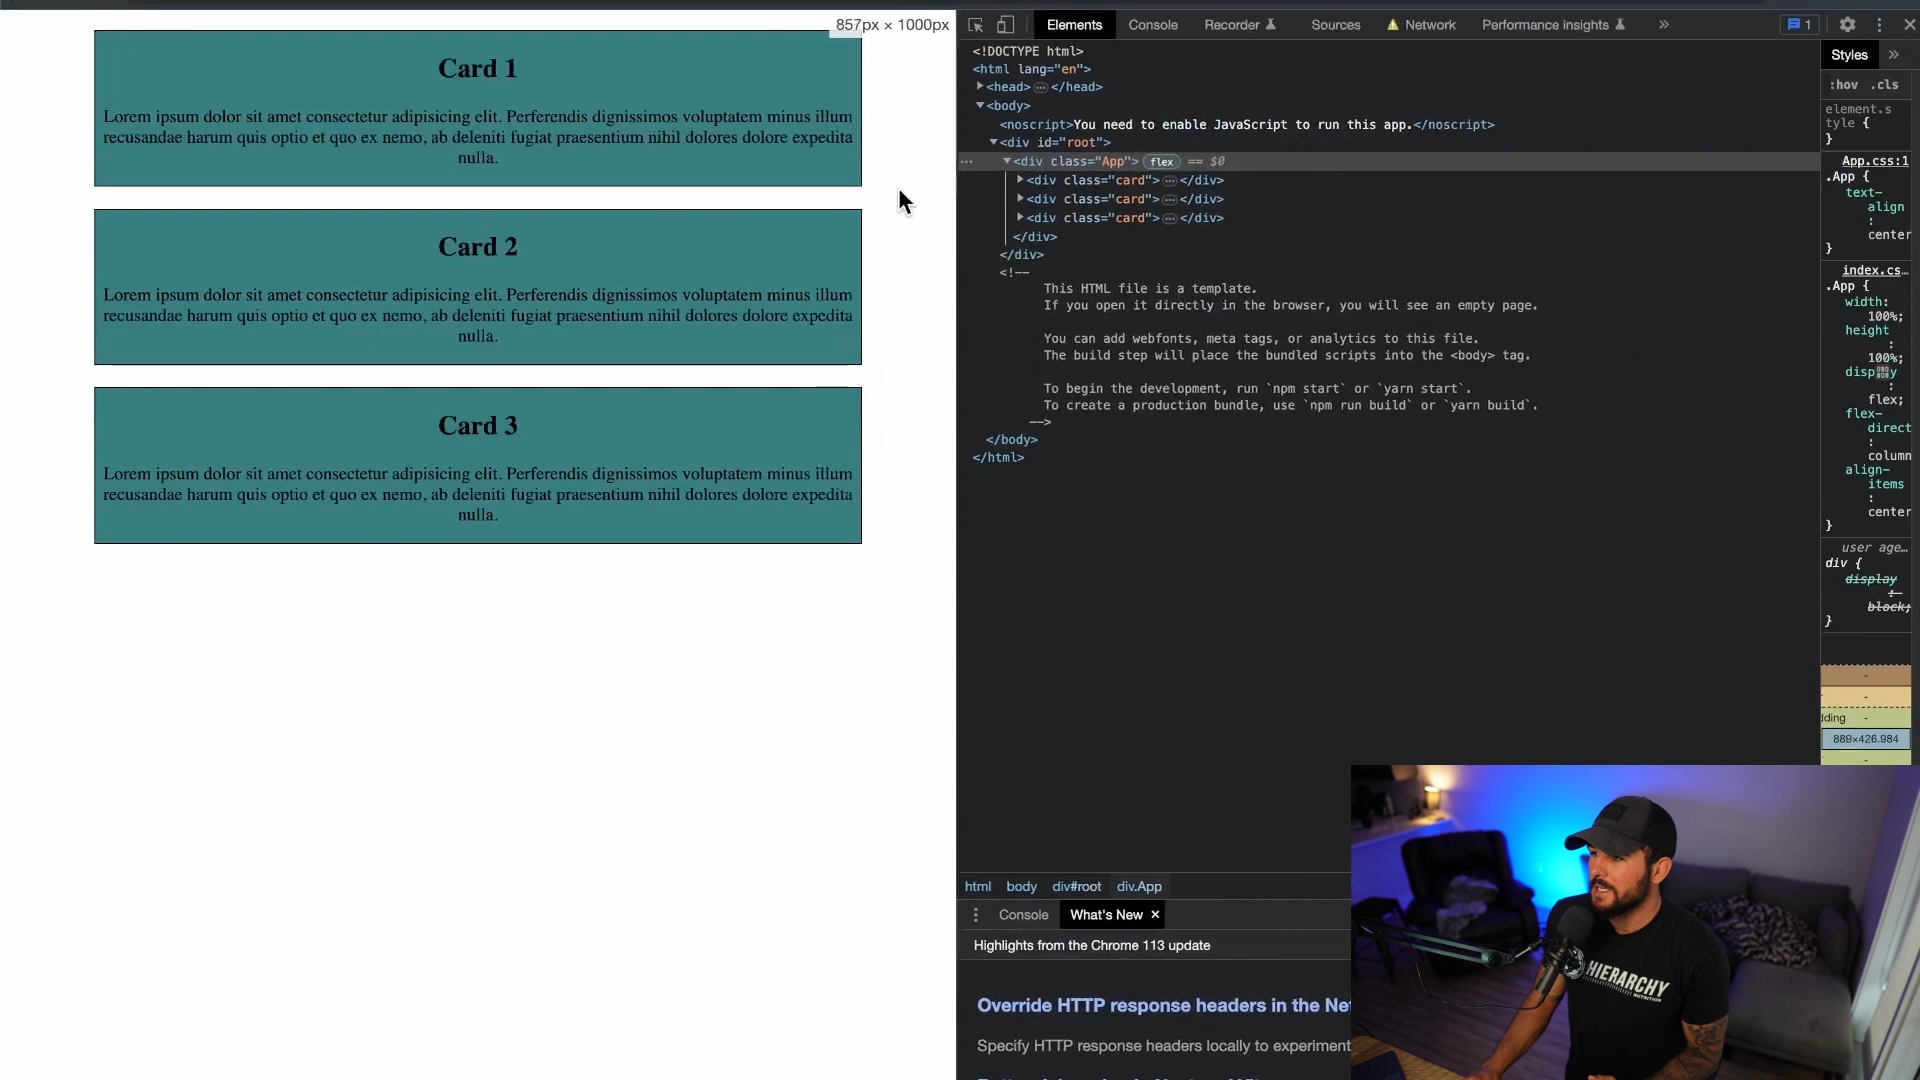 857px × 1000px
Card 1
Lorem ipsum dolor sit amet consectetur adipisicing elit. Perferendis dignissimos voluptatem minus illum
recusandae harum quis optio et quo ex nemo, ab deleniti fugiat praesentium nihil dolores dolore expedita
nulla.
Card 2
Lorem ipsum dolor sit amet consectetur adipisicing elit. Perferendis dignissimos voluptatem minus illum
recusandae harum quis optio et quo ex nemo, ab deleniti fugiat praesentium nihil dolores dolore expedita
nulla.
Card 3
Lorem ipsum dolor sit amet consectetur adipisicing elit. Perferendis dignissimos voluptatem minus illum
recusandae harum quis optio et quo ex nemo, ab deleniti fugiat praesentium nihil dolores dolore expedita
nulla.
Elements Console Recorder Sources Network Performance insights » 1
<!DOCTYPE html>
<html lang="en">
<head> … </head>
<body>
<noscript>You need to enable JavaScript to run this app.</noscript>
<div id="root">
… <div class="App"> flex == $0
<div class="card"> … </div>
<div class="card"> … </div>
<div class="card"> … </div>
</div>
</div>
<!--
This HTML file is a template.
If you open it directly in the browser, you will see an empty page.
You can add webfonts, meta tags, or analytics to this file.
The build step will place the bundled scripts into the <body> tag.
To begin the development, run `npm start` or `yarn start`.
To create a production bundle, use `npm run build` or `yarn build`.
-->
</body>
</html>
Styles »
:hov .cls
element.s
tyle {
}
App.css:1
.App {
text-
align
:
center
}
index.cs…
.App {
width:
100%;
height
:
100%;
display
:
flex;
flex-
direct
:
column
align-
items
:
center
}
user age…
div {
display
:
block;
}
-
-
dding -
889×426.984
-
html body div#root div.App
Console What's New ×
Highlights from the Chrome 113 update
Override HTTP response headers in the Net
Specify HTTP response headers locally to experiment
HIERARCHY
NUTRITION